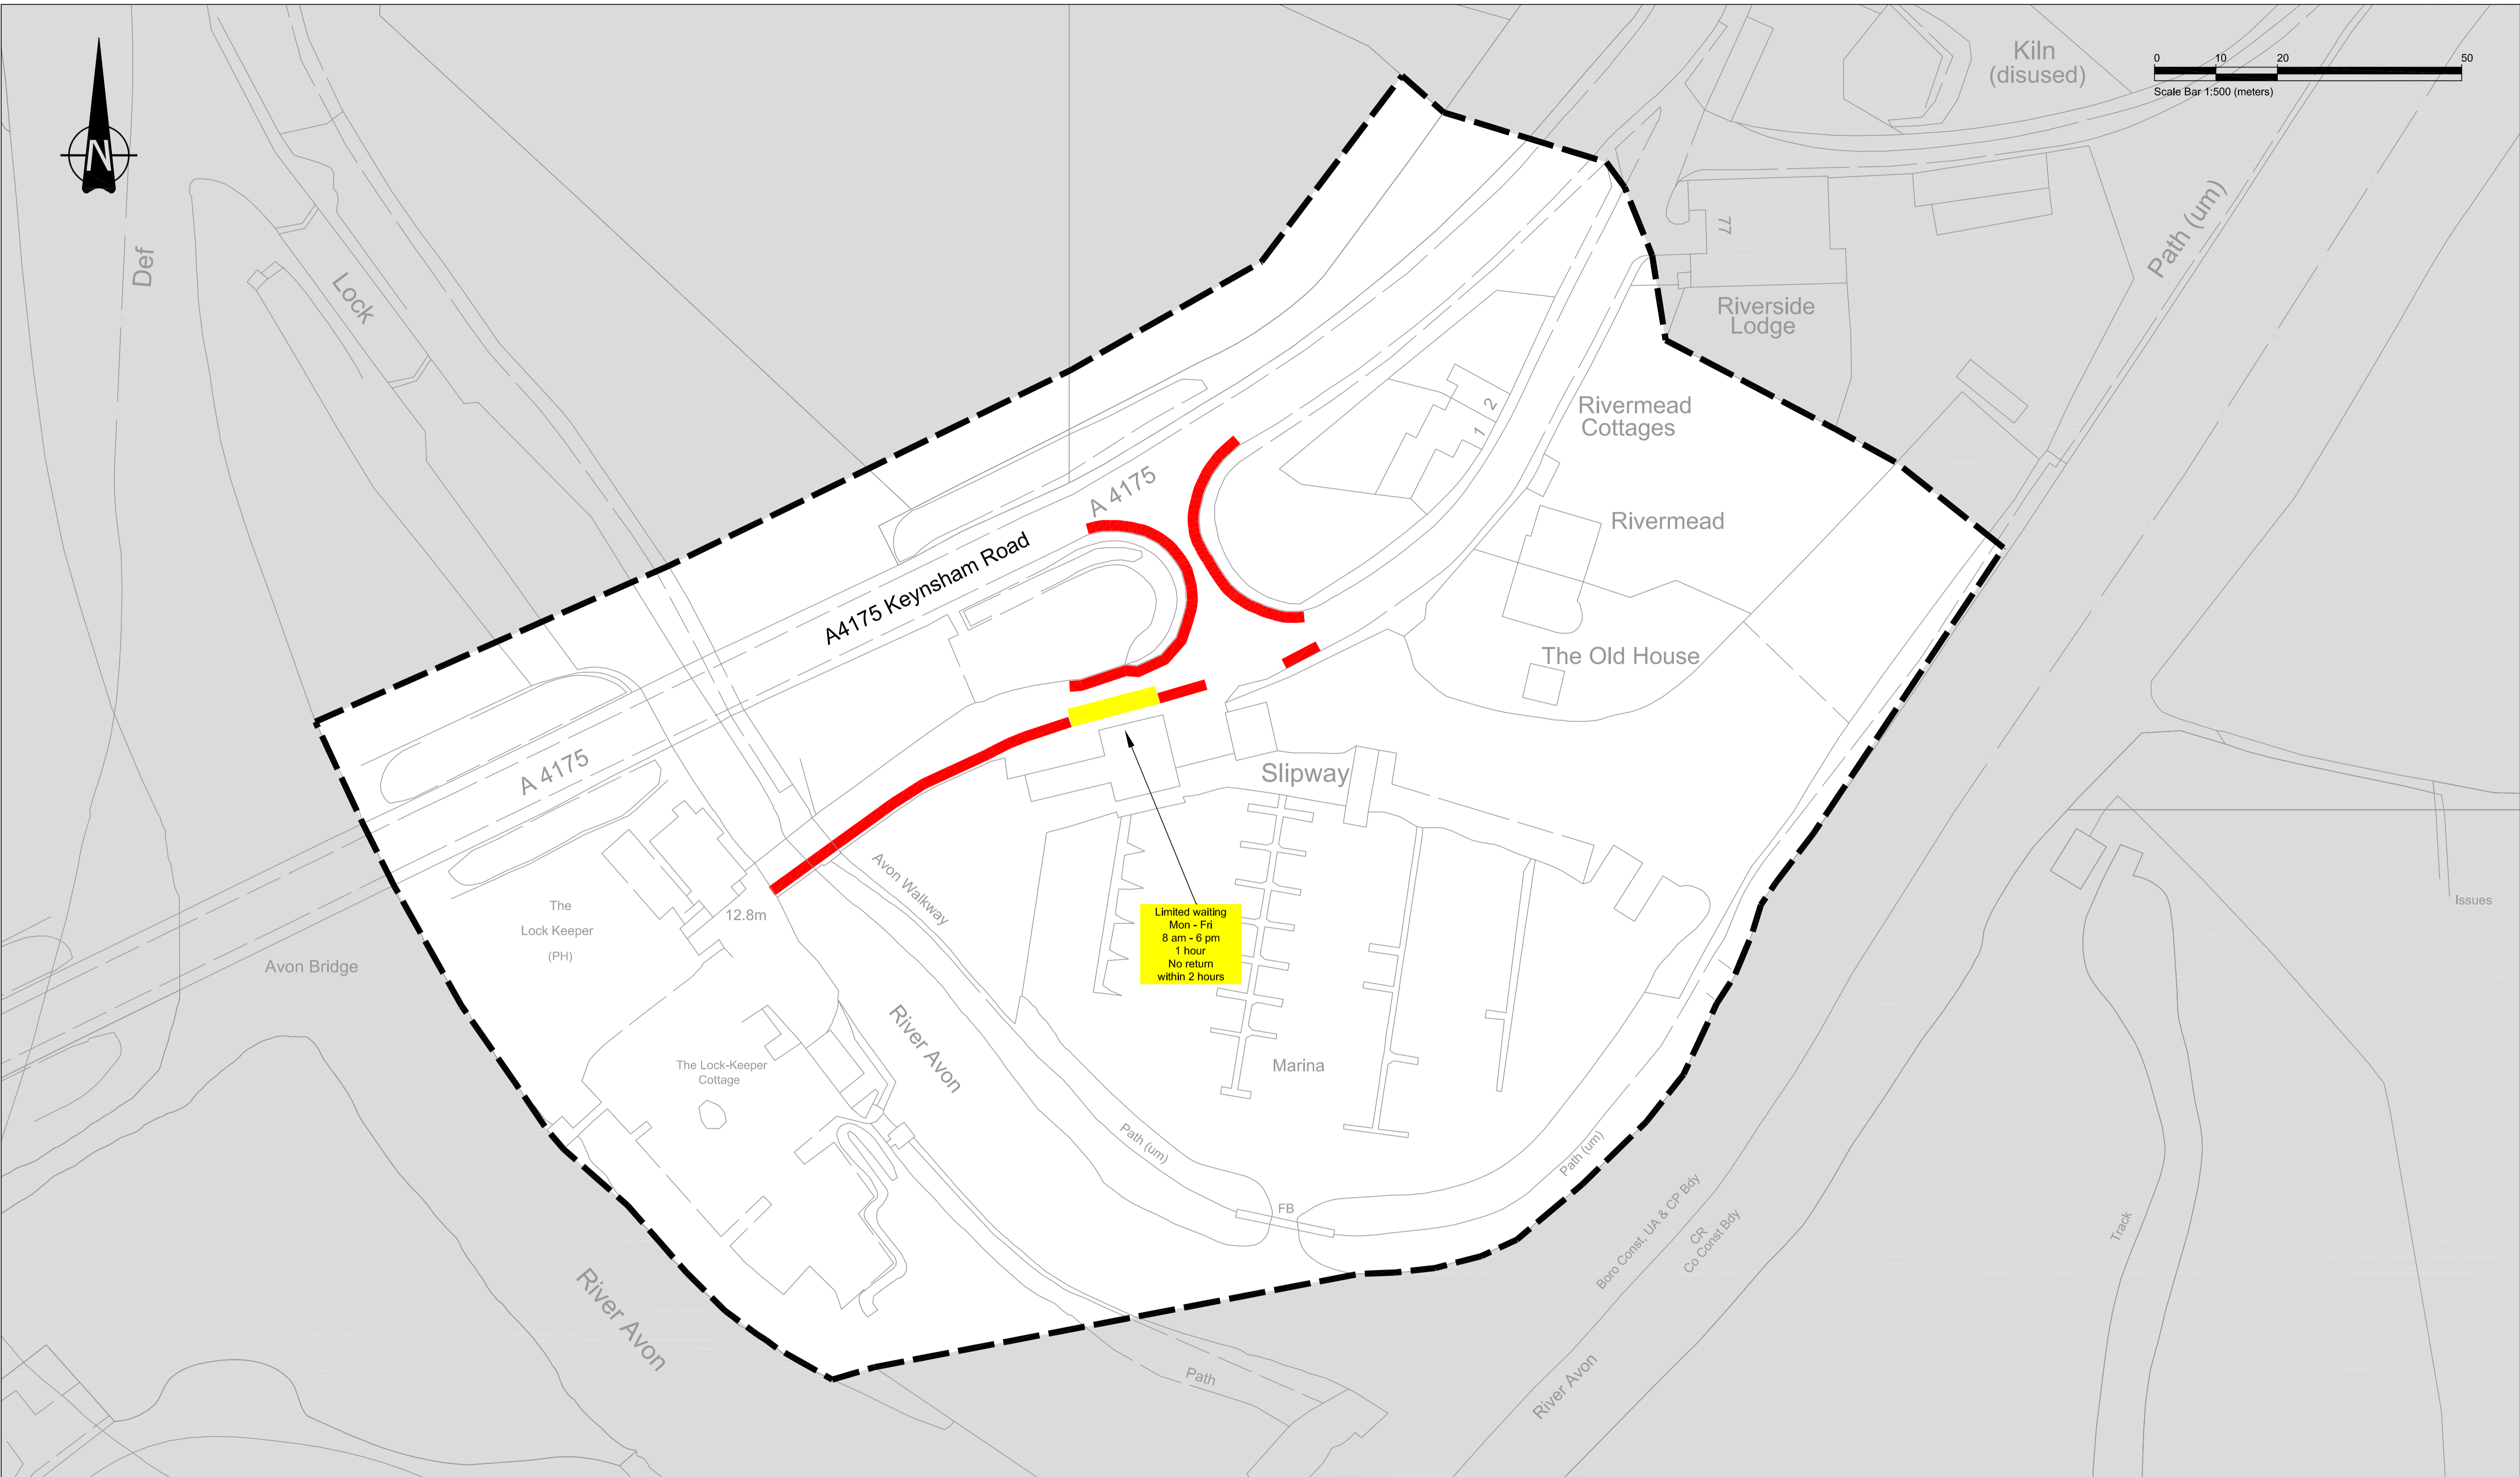 Kiln
(disused)
0 10 20 50
Scale Bar 1:500 (meters)
N
Def
Lock
77
Path (um)
Riverside
Lodge
Rivermead
Cottages
2
1
A 4175
Rivermead
A4175 Keynsham Road
The Old House
A 4175
Slipway
Avon Walkway
The
Lock Keeper
(PH)
12.8m
Issues
Limited waiting
Mon - Fri
8 am - 6 pm
1 hour
No return
within 2 hours
Avon Bridge
River Avon
The Lock-Keeper
Cottage
Marina
Path (um)
Path (um)
FB
Boro Const, UA & CP Bdy
CR
Co Const Bdy
Track
River Avon
Path
River Avon